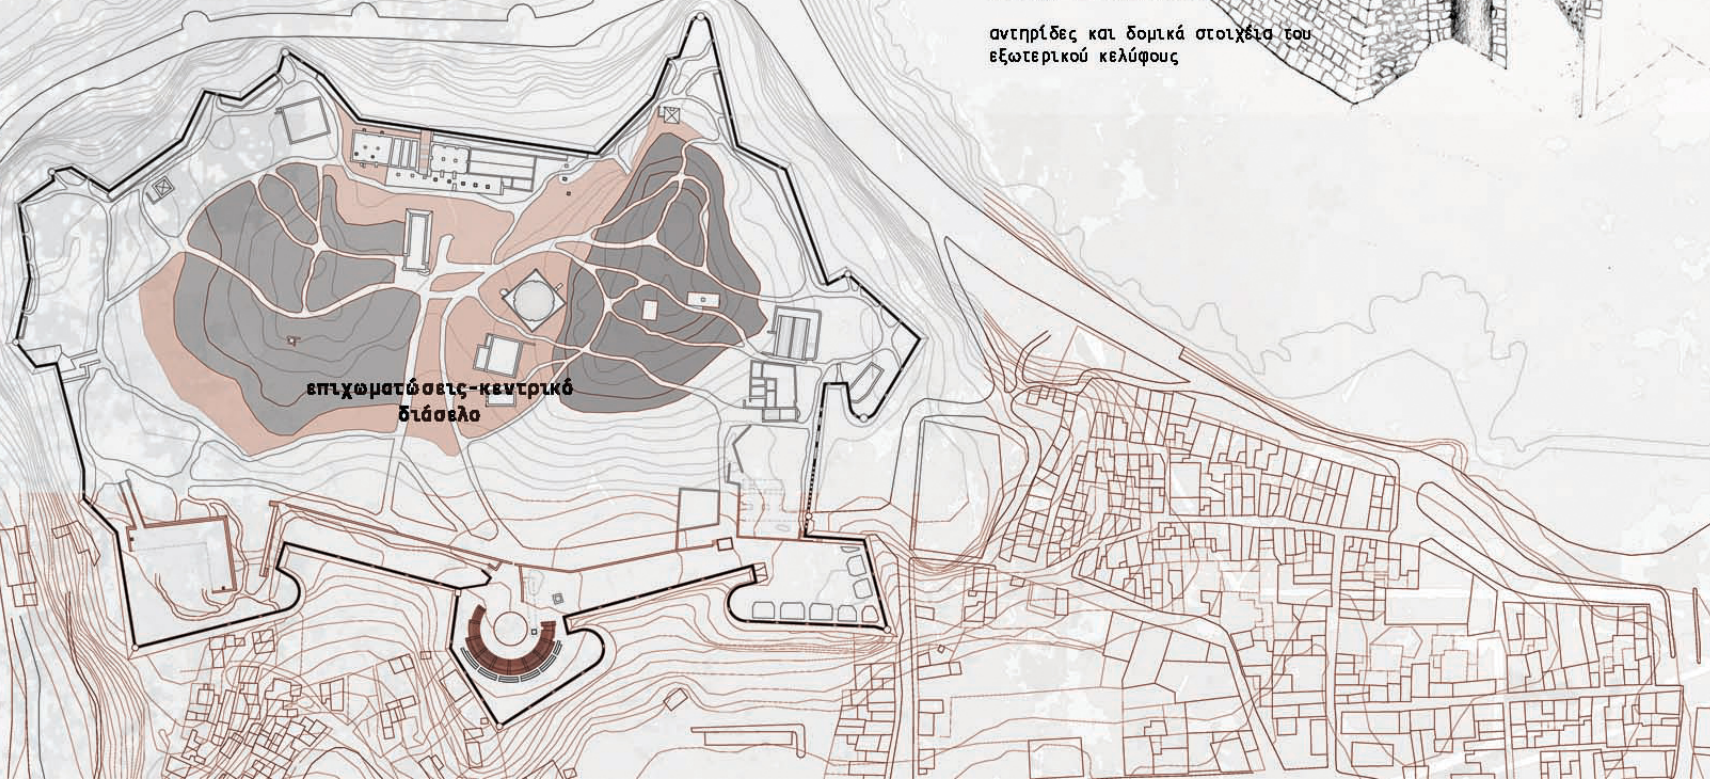 αντηρίδες και δομικά στοιχεία του
εξωτερικού κελύφους
επιχωματώσεις-κεντρικό
διάσελο